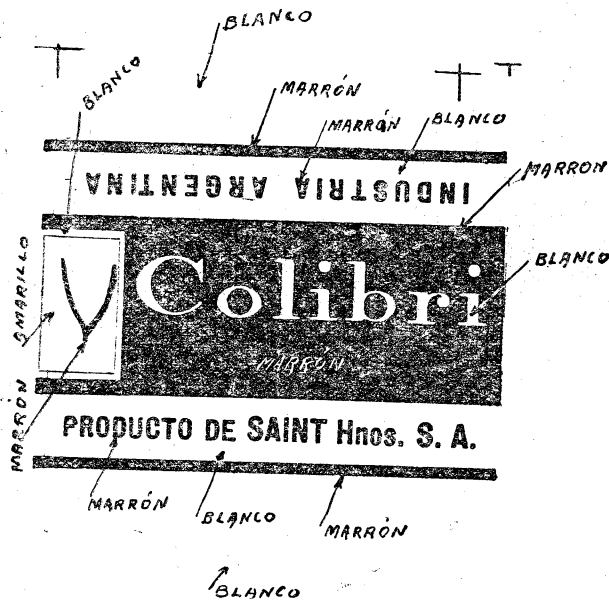 BLANCO
BLANCO
MARRÓN
MARRÓN
BLANCO
INDUSTRIA ARGENTINA
MARRON
Colibri
BLANCO
AMARILLO
MARRÓN
MARRÓN
PRODUCTO DE SAINT Hnos. S. A.
MARRÓN
BLANCO
MARRÓN
BLANCO